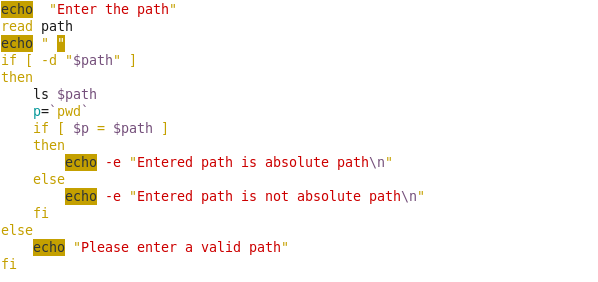 echo  "Enter the path"
read path
echo " "
if [ -d "$path" ]
then
    ls $path
    p=`pwd`
    if [ $p = $path ]
    then
        echo -e "Entered path is absolute path\n"
    else
        echo -e "Entered path is not absolute path\n"
    fi
else
    echo "Please enter a valid path"
fi